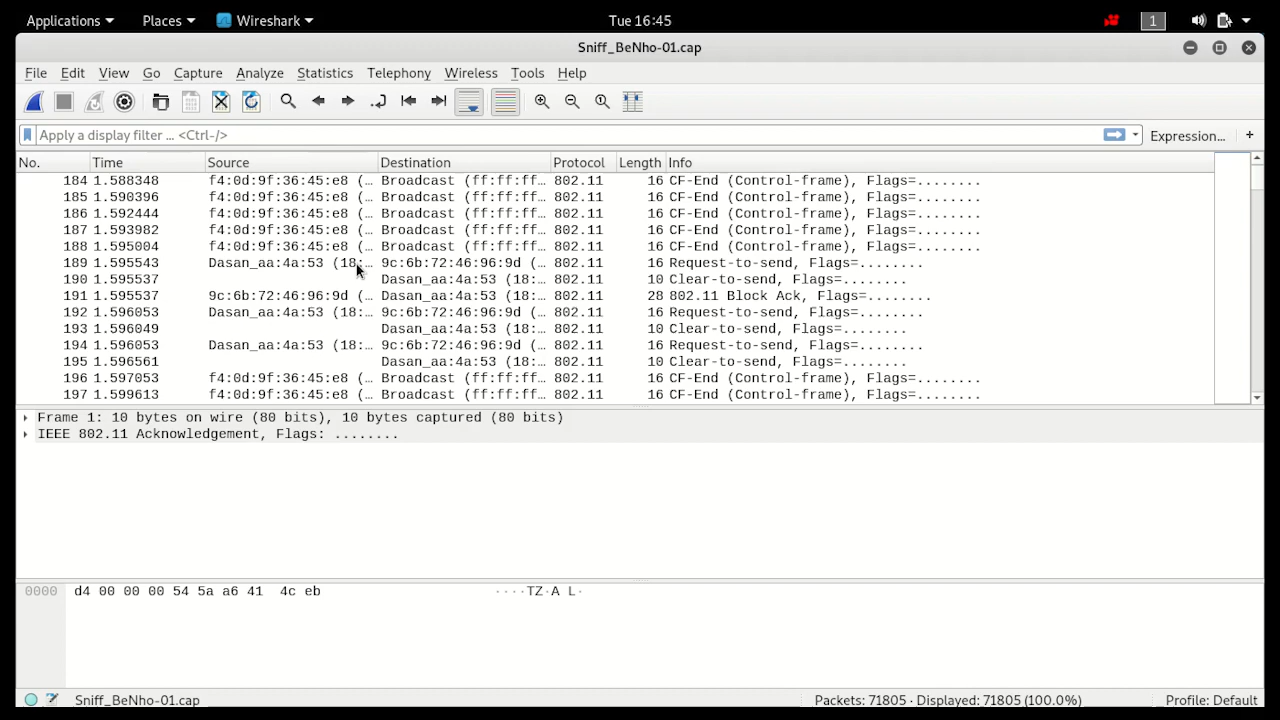 Applications Places Wireshark Tue 16:45 1
Sniff_BeNho-01.cap
File Edit View Go Capture Analyze Statistics Telephony Wireless Tools Help
Apply a display filter ... <Ctrl-/> Expression... +
No. Time Source Destination Protocol Length Info
184 1.588348 f4:0d:9f:36:45:e8 (… Broadcast (ff:ff:ff… 802.11 16 CF-End (Control-frame), Flags=........
185 1.590396 f4:0d:9f:36:45:e8 (… Broadcast (ff:ff:ff… 802.11 16 CF-End (Control-frame), Flags=........
186 1.592444 f4:0d:9f:36:45:e8 (… Broadcast (ff:ff:ff… 802.11 16 CF-End (Control-frame), Flags=........
187 1.593982 f4:0d:9f:36:45:e8 (… Broadcast (ff:ff:ff… 802.11 16 CF-End (Control-frame), Flags=........
188 1.595004 f4:0d:9f:36:45:e8 (… Broadcast (ff:ff:ff… 802.11 16 CF-End (Control-frame), Flags=........
189 1.595543 Dasan_aa:4a:53 (18:… 9c:6b:72:46:96:9d (… 802.11 16 Request-to-send, Flags=........
190 1.595537 Dasan_aa:4a:53 (18:… 802.11 10 Clear-to-send, Flags=........
191 1.595537 9c:6b:72:46:96:9d (… Dasan_aa:4a:53 (18:… 802.11 28 802.11 Block Ack, Flags=........
192 1.596053 Dasan_aa:4a:53 (18:… 9c:6b:72:46:96:9d (… 802.11 16 Request-to-send, Flags=........
193 1.596049 Dasan_aa:4a:53 (18:… 802.11 10 Clear-to-send, Flags=........
194 1.596053 Dasan_aa:4a:53 (18:… 9c:6b:72:46:96:9d (… 802.11 16 Request-to-send, Flags=........
195 1.596561 Dasan_aa:4a:53 (18:… 802.11 10 Clear-to-send, Flags=........
196 1.597053 f4:0d:9f:36:45:e8 (… Broadcast (ff:ff:ff… 802.11 16 CF-End (Control-frame), Flags=........
197 1.599613 f4:0d:9f:36:45:e8 (… Broadcast (ff:ff:ff… 802.11 16 CF-End (Control-frame), Flags=........
Frame 1: 10 bytes on wire (80 bits), 10 bytes captured (80 bits)
IEEE 802.11 Acknowledgement, Flags: ........
0000 d4 00 00 00 54 5a a6 41 4c eb ····TZ·A L·
Sniff_BeNho-01.cap Packets: 71805 · Displayed: 71805 (100.0%) Profile: Default